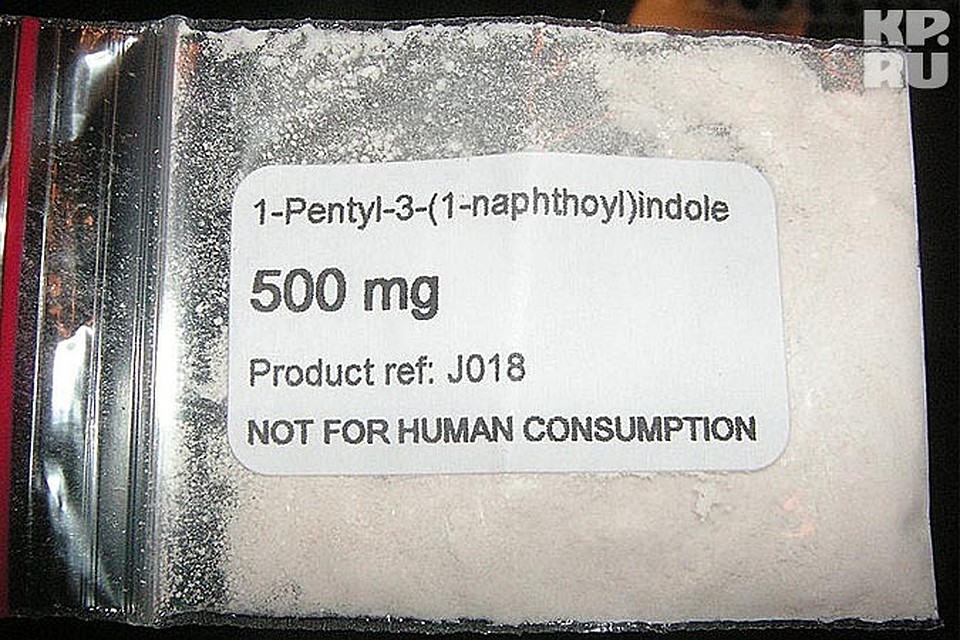 KP.
RU
1-Pentyl-3-(1-naphthoyl)indole
500 mg
Product ref: J018
NOT FOR HUMAN CONSUMPTION